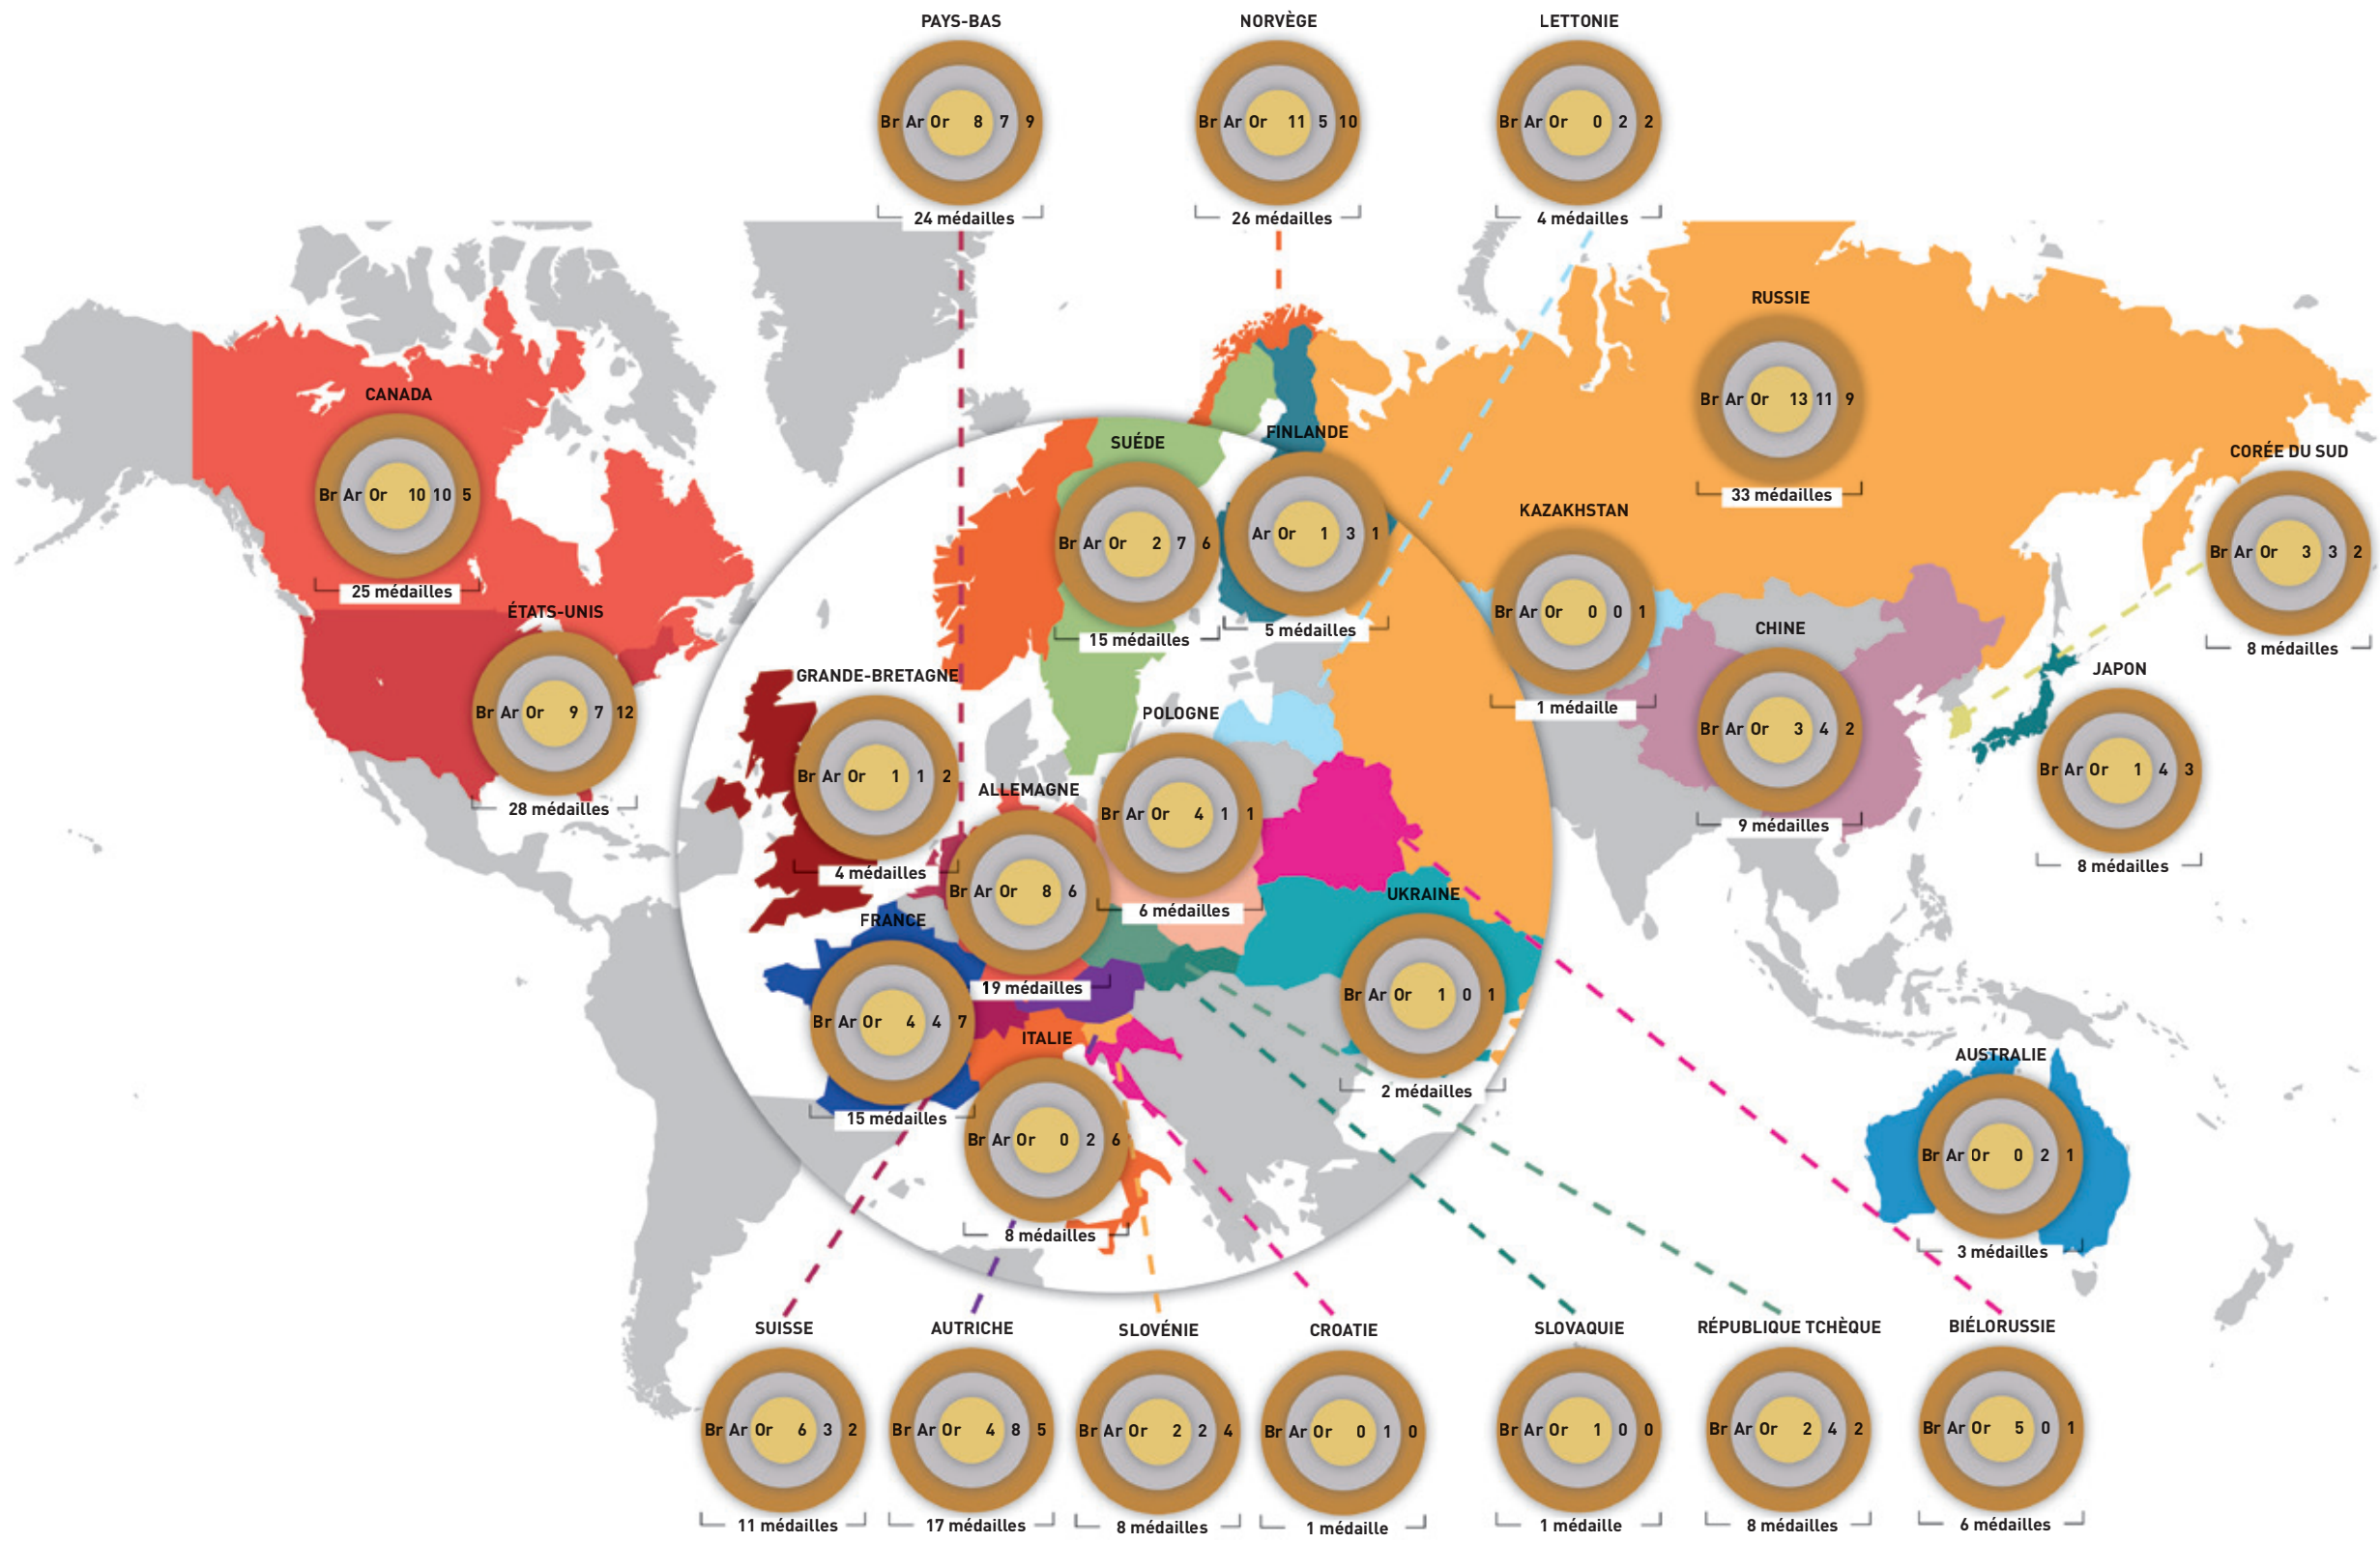 PAYS-BAS
Br Ar Or 8 7 9
24 médailles
NORVÈGE
Br Ar Or 11 5 10
26 médailles
LETTONIE
Br Ar Or 0 2 2
4 médailles
RUSSIE
Br Ar Or 13 11 9
33 médailles
CANADA
Br Ar Or 10 10 5
25 médailles
ÉTATS-UNIS
Br Ar Or 9 7 12
28 médailles
SUÉDE
Br Ar Or 2 7 6
15 médailles
FINLANDE
Ar Or 1 3 1
5 médailles
KAZAKHSTAN
Br Ar Or 0 0 1
1 médaille
CORÉE DU SUD
Br Ar Or 3 3 2
8 médailles
CHINE
Br Ar Or 3 4 2
9 médailles
JAPON
Br Ar Or 1 4 3
8 médailles
GRANDE-BRETAGNE
Br Ar Or 1 1 2
4 médailles
POLOGNE
Br Ar Or 4 1 1
6 médailles
ALLEMAGNE
Br Ar Or 8 6
19 médailles
UKRAINE
Br Ar Or 1 0 1
2 médailles
FRANCE
Br Ar Or 4 4 7
15 médailles
ITALIE
Br Ar Or 0 2 6
8 médailles
AUSTRALIE
Br Ar Or 0 2 1
3 médailles
SUISSE
Br Ar Or 6 3 2
11 médailles
AUTRICHE
Br Ar Or 4 8 5
17 médailles
SLOVÉNIE
Br Ar Or 2 2 4
8 médailles
CROATIE
Br Ar Or 0 1 0
1 médaille
SLOVAQUIE
Br Ar Or 1 0 0
1 médaille
RÉPUBLIQUE TCHÈQUE
Br Ar Or 2 4 2
8 médailles
BIÉLORUSSIE
Br Ar Or 5 0 1
6 médailles